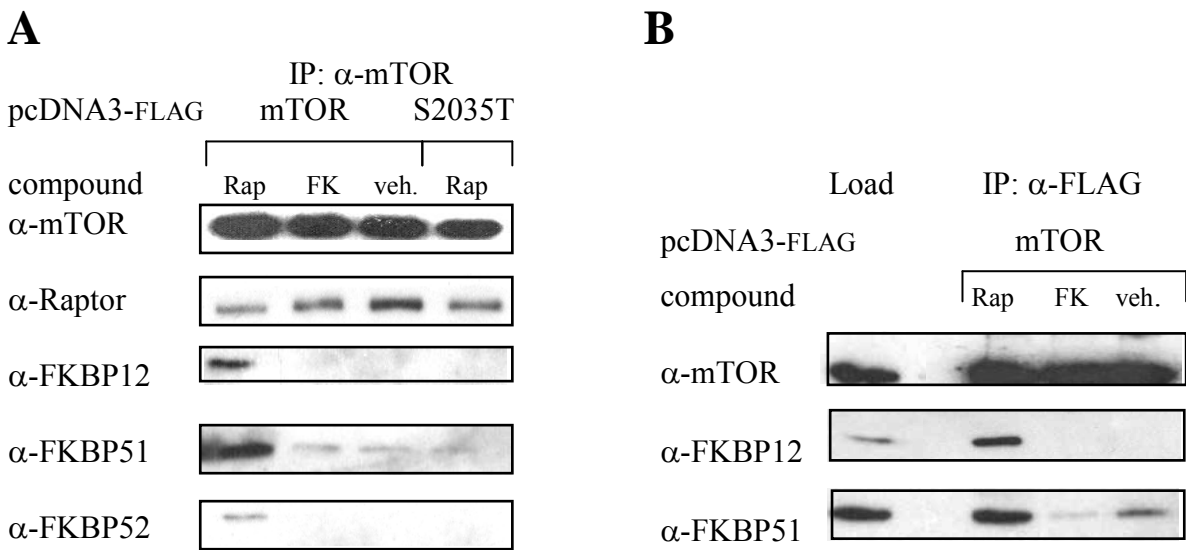 A
IP: α-mTOR
pcDNA3-FLAG mTOR S2035T
compound Rap FK veh. Rap
α-mTOR
α-Raptor
α-FKBP12
α-FKBP51
α-FKBP52
B
Load IP: α-FLAG
pcDNA3-FLAG mTOR
compound Rap FK veh.
α-mTOR
α-FKBP12
α-FKBP51